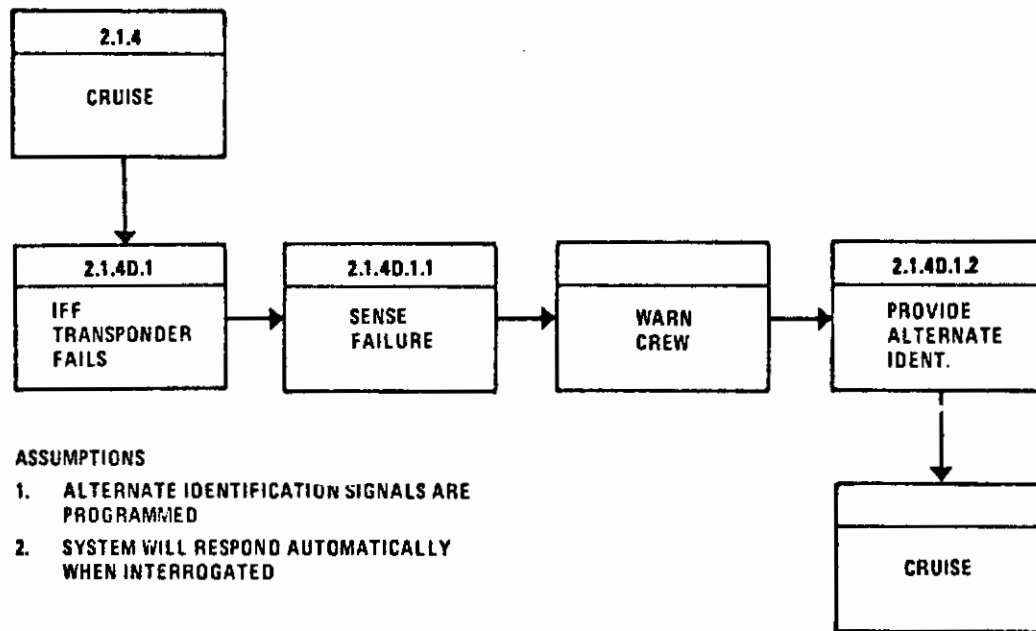 2.1.4
CRUISE
2.1.4D.1
IFF
TRANSPONDER
FAILS
2.1.4D.1.1
SENSE
FAILURE
WARN
CREW
2.1.4D.1.2
PROVIDE
ALTERNATE
IDENT.
ASSUMPTIONS
1. ALTERNATE IDENTIFICATION SIGNALS ARE
PROGRAMMED
2. SYSTEM WILL RESPOND AUTOMATICALLY
WHEN INTERROGATED
CRUISE